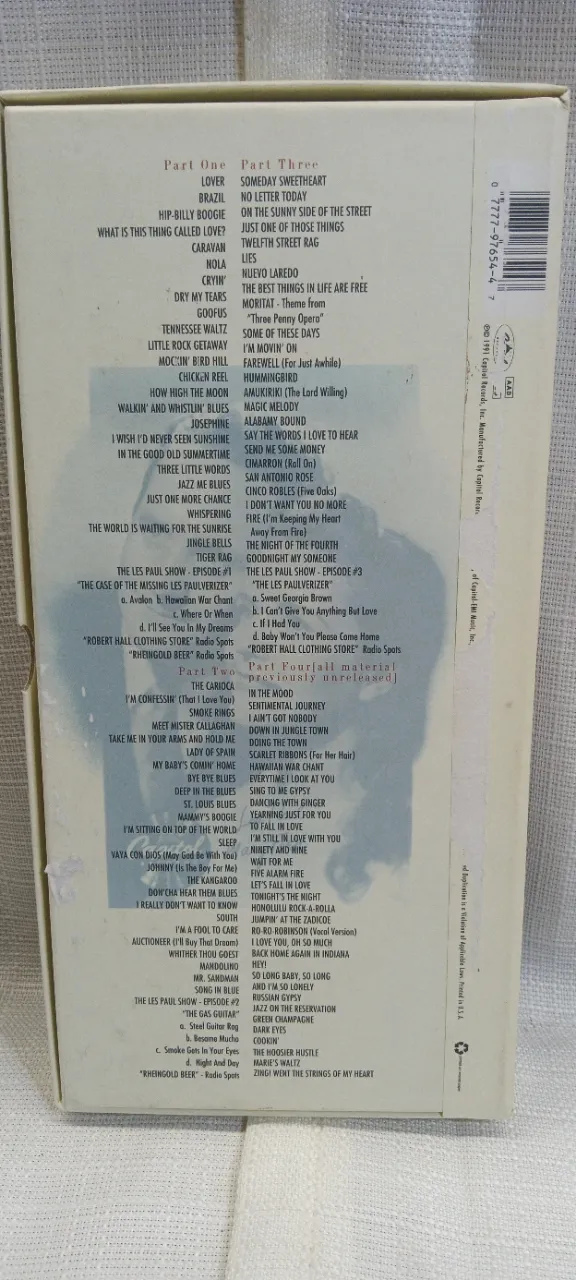 Part One
LOVER
BRAZIL
HIP-BILLY BOOGIE
WHAT IS THIS THING CALLED LOVE?
CARAVAN
NOLA
CRYIN'
DRY MY TEARS
GOOFUS
TENNESSEE WALTZ
LITTLE ROCK GETAWAY
MOCKIN' BIRD HILL
CHICKEN REEL
HOW HIGH THE MOON
WALKIN' AND WHISTLIN' BLUES
JOSEPHINE
I WISH I'D NEVER SEEN SUNSHINE
IN THE GOOD OLD SUMMERTIME
THREE LITTLE WORDS
JAZZ ME BLUES
JUST ONE MORE CHANCE
WHISPERING
THE WORLD IS WAITING FOR THE SUNRISE
JINGLE BELLS
TIGER RAG
THE LES PAUL SHOW - EPISODE #1
"THE CASE OF THE MISSING LES PAULVERIZER"
a. Avalon b. Hawaiian War Chant
c. Where Or When
d. I'll See You In My Dreams
"ROBERT HALL CLOTHING STORE" Radio Spots
"RHEINGOLD BEER" Radio Spots
Part Two
THE CARIOCA
I'M CONFESSIN' (That I Love You)
SMOKE RINGS
MEET MISTER CALLAGHAN
TAKE ME IN YOUR ARMS AND HOLD ME
LADY OF SPAIN
MY BABY'S COMIN' HOME
BYE BYE BLUES
DEEP IN THE BLUES
ST. LOUIS BLUES
MAMMY'S BOOGIE
I'M SITTING ON TOP OF THE WORLD
SLEEP
VAYA CON DIOS (May God Be With You)
JOHNNY (Is The Boy For Me)
THE KANGAROO
DON'CHA HEAR THEM BLUES
I REALLY DON'T WANT TO KNOW
SOUTH
I'M A FOOL TO CARE
AUCTIONEER (I'll Buy That Dream)
WHITHER THOU GOEST
MANDOLINO
MR. SANDMAN
SONG IN BLUE
THE LES PAUL SHOW - EPISODE #2
"THE GAS GUITAR"
a. Steel Guitar Rag
b. Besame Mucho
c. Smoke Gets In Your Eyes
d. Night And Day
"RHEINGOLD BEER" - Radio Spots
Part Three
SOMEDAY SWEETHEART
NO LETTER TODAY
ON THE SUNNY SIDE OF THE STREET
JUST ONE OF THOSE THINGS
TWELFTH STREET RAG
LIES
NUEVO LAREDO
THE BEST THINGS IN LIFE ARE FREE
MORITAT - Theme from
"Three Penny Opera"
SOME OF THESE DAYS
I'M MOVIN' ON
FAREWELL (For Just Awhile)
HUMMINGBIRD
AMUKIRIKI (The Lord Willing)
MAGIC MELODY
ALABAMY BOUND
SAY THE WORDS I LOVE TO HEAR
SEND ME SOME MONEY
CIMARRON (Roll On)
SAN ANTONIO ROSE
CINCO ROBLES (Five Oaks)
I DON'T WANT YOU NO MORE
FIRE (I'm Keeping My Heart
Away From Fire)
THE NIGHT OF THE FOURTH
GOODNIGHT MY SOMEONE
THE LES PAUL SHOW - EPISODE #3
"THE LES PAULVERIZER"
a. Sweet Georgia Brown
b. I Can't Give You Anything But Love
c. If I Had You
d. Baby Won't You Please Come Home
"ROBERT HALL CLOTHING STORE" Radio Spots
Part Four[all material
previously unreleased]
IN THE MOOD
SENTIMENTAL JOURNEY
I AIN'T GOT NOBODY
DOWN IN JUNGLE TOWN
DOING THE TOWN
SCARLET RIBBONS (For Her Hair)
HAWAIIAN WAR CHANT
EVERYTIME I LOOK AT YOU
SING TO ME GYPSY
DANCING WITH GINGER
YEARNING JUST FOR YOU
TO FALL IN LOVE
I'M STILL IN LOVE WITH YOU
NINETY AND NINE
WAIT FOR ME
FIVE ALARM FIRE
LET'S FALL IN LOVE
TONIGHT'S THE NIGHT
HONOLULU ROCK-A-ROLLA
JUMPIN' AT THE ZADICOE
RO-RO-ROBINSON (Vocal Version)
I LOVE YOU, OH SO MUCH
BACK HOME AGAIN IN INDIANA
HEY!
SO LONG BABY, SO LONG
AND I'M SO LONELY
RUSSIAN GYPSY
JAZZ ON THE RESERVATION
GREEN CHAMPAGNE
DARK EYES
COOKIN'
THE HOOSIER HUSTLE
MARIE'S WALTZ
ZING! WENT THE STRINGS OF MY HEART
0 7777-97654-4 7
AAD
℗© 1991 Capitol Records, Inc. Manufactured by Capitol Recor
, of Capitol-EMI Music, Inc.,
ed Duplication is a Violation of Applicable Laws. Printed in U.S.A.